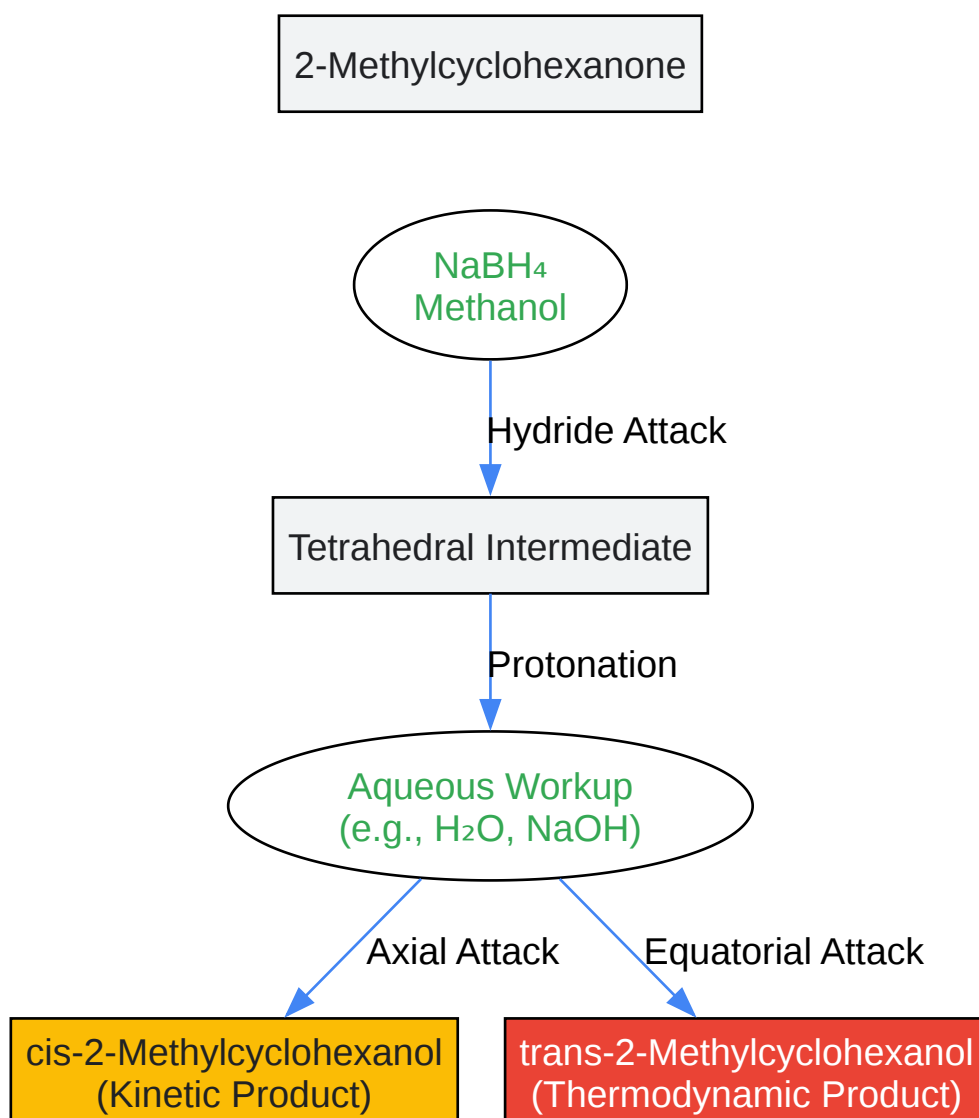 2-Methylcyclohexanone
NaBH₄
Methanol
Hydride Attack
Tetrahedral Intermediate
Protonation
Aqueous Workup
(e.g., H₂O, NaOH)
Axial Attack
Equatorial Attack
cis-2-Methylcyclohexanol
(Kinetic Product)
trans-2-Methylcyclohexanol
(Thermodynamic Product)